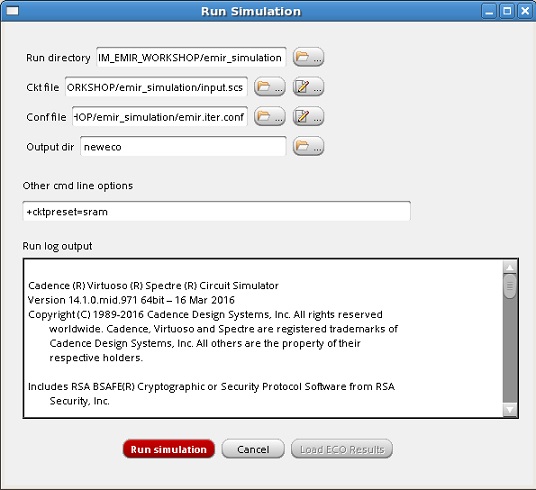 Run Simulation
Run directory IM_EMIR_WORKSHOP/emir_simulation ...
Ckt file ORKSHOP/emir_simulation/input.scs ... ...
Conf file HOP/emir_simulation/emir.iter.conf ... ...
Output dir neweco ...
Other cmd line options
+cktpreset=sram
Run log output
Cadence (R) Virtuoso (R) Spectre (R) Circuit Simulator
Version 14.1.0.mid.971 64bit – 16 Mar 2016
Copyright (C) 1989-2016 Cadence Design Systems, Inc. All rights reserved
worldwide. Cadence, Virtuoso and Spectre are registered trademarks of
Cadence Design Systems, Inc. All others are the property of their
respective holders.
Includes RSA BSAFE(R) Cryptographic or Security Protocol Software from RSA
Security, Inc.
Run simulation Cancel Load ECO Results